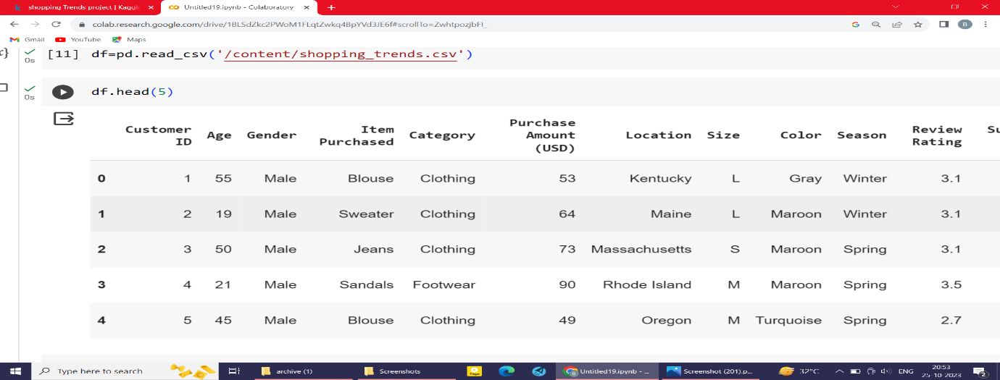 shopping Trends project | Kaggle
Untitled19.ipynb - Colaboratory
colab.research.google.com/drive/1BLSdZkc2PWoM1FLqtZwkq4BpYVd3JE6f#scrollTo=ZwhtpozjbFI_
B
Gmail YouTube Maps
[11] df=pd.read_csv('/content/shopping_trends.csv')
0s
df.head(5)
0s
Customer ID Age Gender Item Purchased Category Purchase Amount (USD) Location Size Color Season Review Rating Su
0 1 55 Male Blouse Clothing 53 Kentucky L Gray Winter 3.1
1 2 19 Male Sweater Clothing 64 Maine L Maroon Winter 3.1
2 3 50 Male Jeans Clothing 73 Massachusetts S Maroon Spring 3.1
3 4 21 Male Sandals Footwear 90 Rhode Island M Maroon Spring 3.5
4 5 45 Male Blouse Clothing 49 Oregon M Turquoise Spring 2.7
Type here to search archive (1) Screenshots Untitled19.ipynb - ... Screenshot (201).p... 32°C ENG 20:53
25-10-2023 2